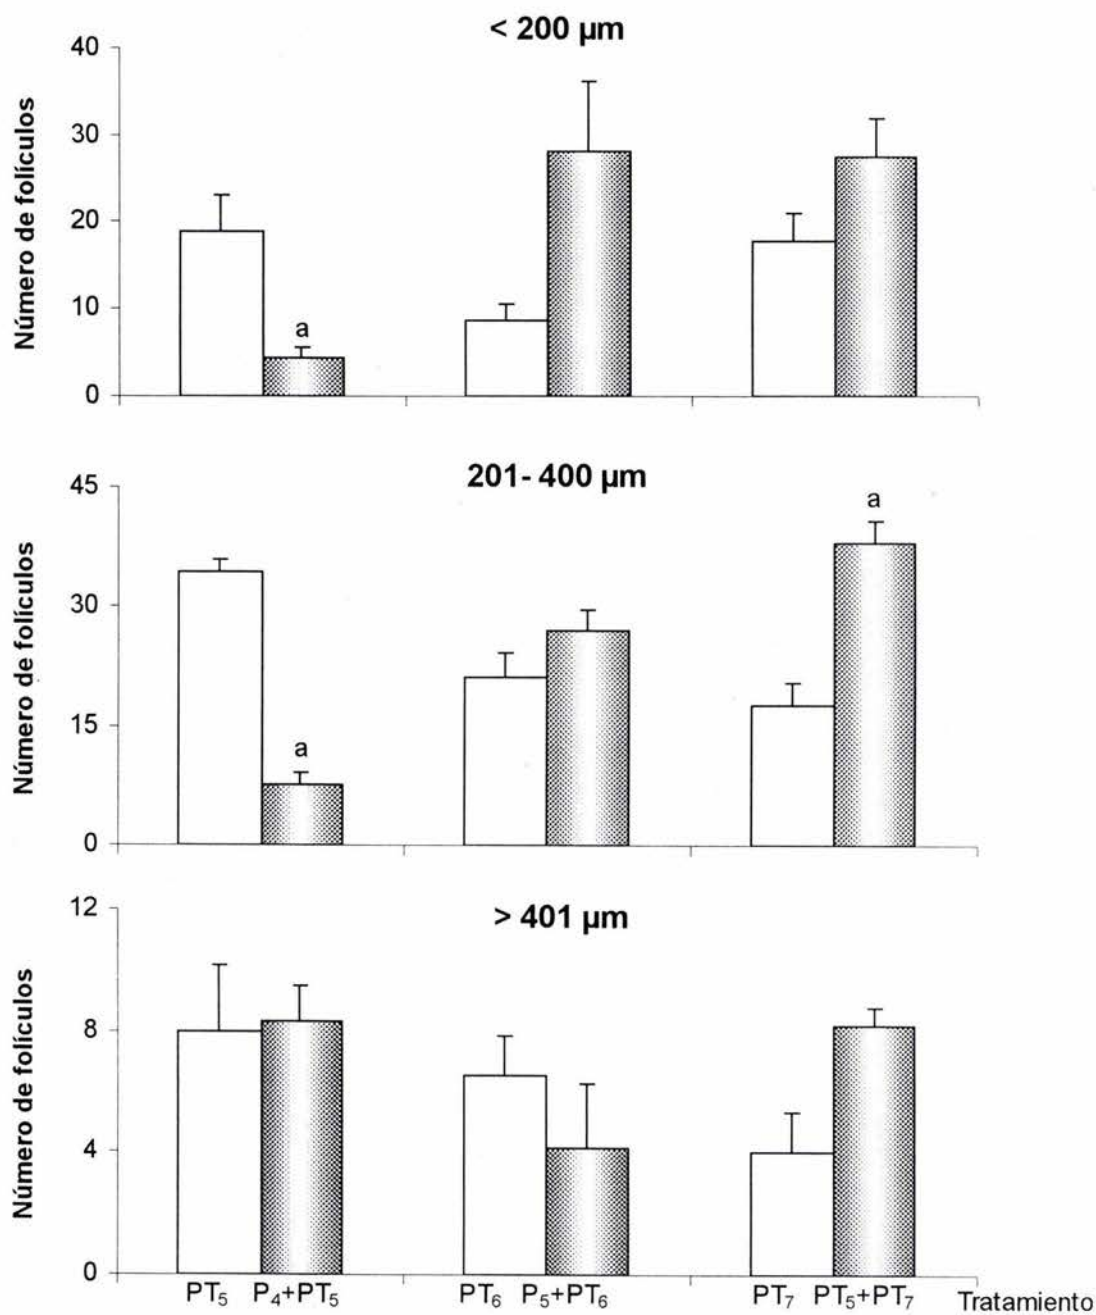 < 200 µm
Número de folículos
40
30
20
10
0
a
201- 400 µm
Número de folículos
45
30
15
0
a
a
> 401 µm
Número de folículos
12
8
4
0
PT₅ P₄+PT₅ PT₆ P₅+PT₆ PT₇ PT₅+PT₇ Tratamiento